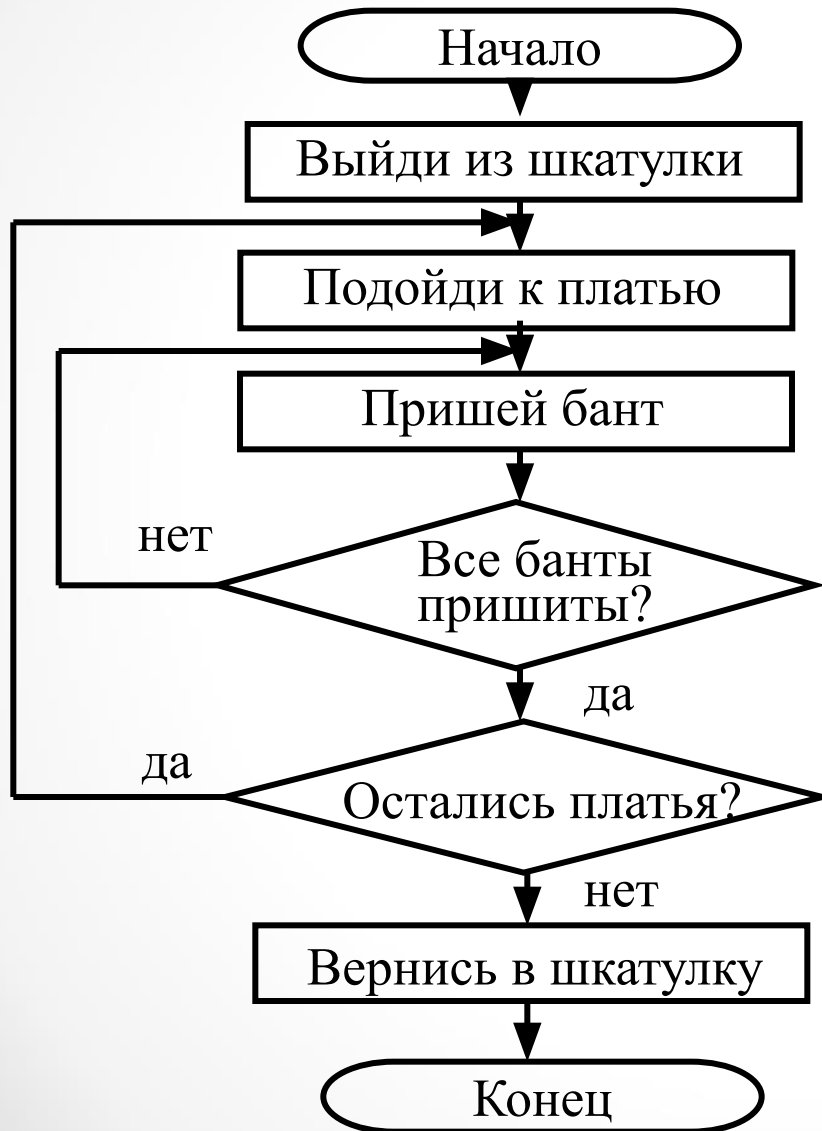 Начало
Выйди из шкатулки
Подойди к платью
Пришей бант
нет
Все банты
пришиты?
да
да
Остались платья?
нет
Вернись в шкатулку
Конец